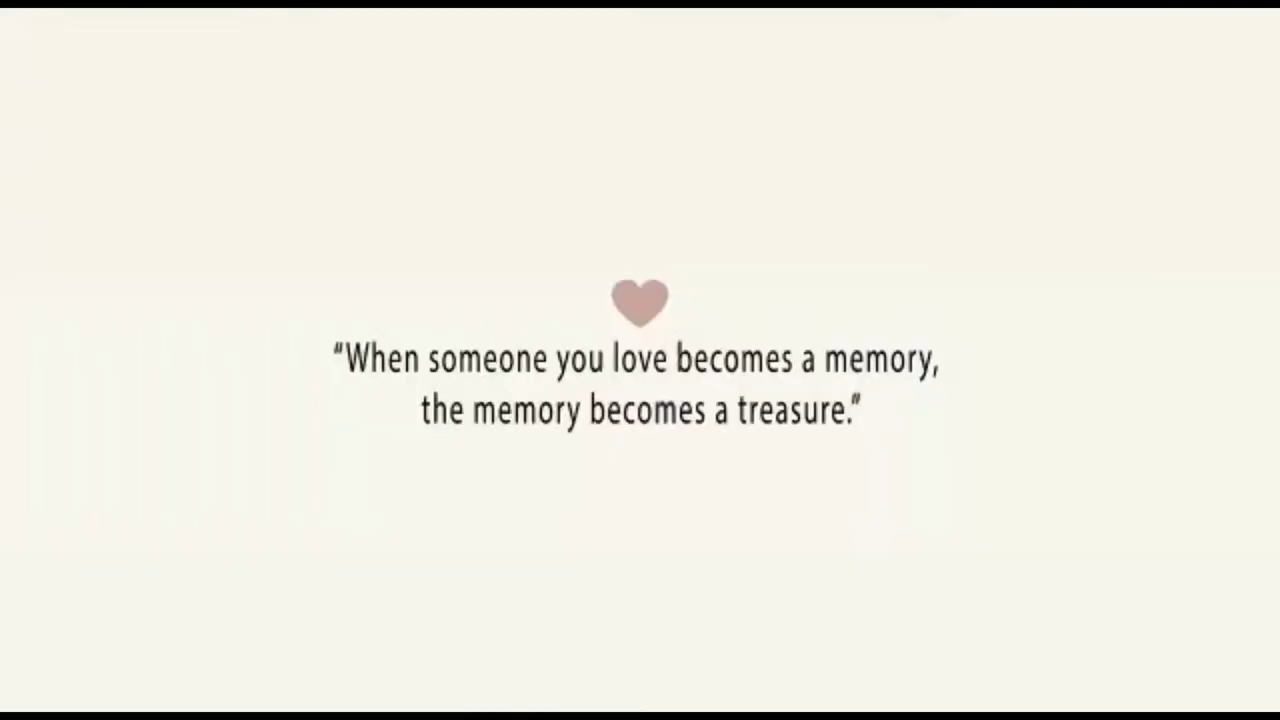 “When someone you love becomes a memory,
the memory becomes a treasure.”